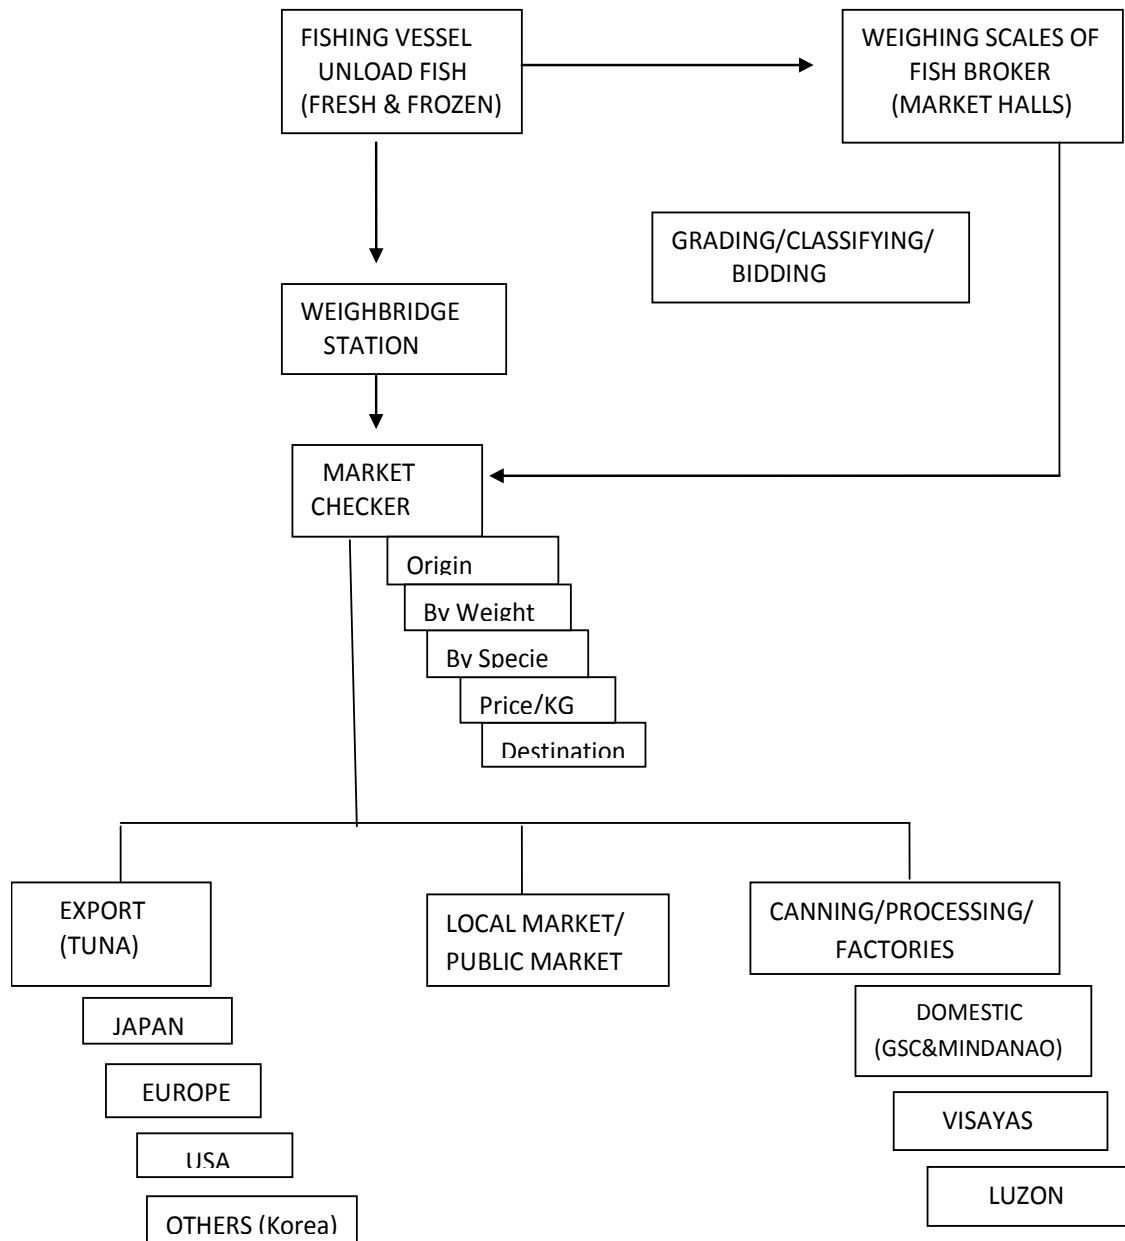 FISHING VESSEL
UNLOAD FISH
(FRESH & FROZEN)
WEIGHING SCALES OF
FISH BROKER
(MARKET HALLS)
GRADING/CLASSIFYING/
BIDDING
WEIGHBRIDGE
STATION
MARKET
CHECKER
Origin
By Weight
By Specie
Price/KG
Destination
EXPORT
(TUNA)
JAPAN
EUROPE
USA
OTHERS (Korea)
LOCAL MARKET/
PUBLIC MARKET
CANNING/PROCESSING/
FACTORIES
DOMESTIC
(GSC&MINDANAO)
VISAYAS
LUZON